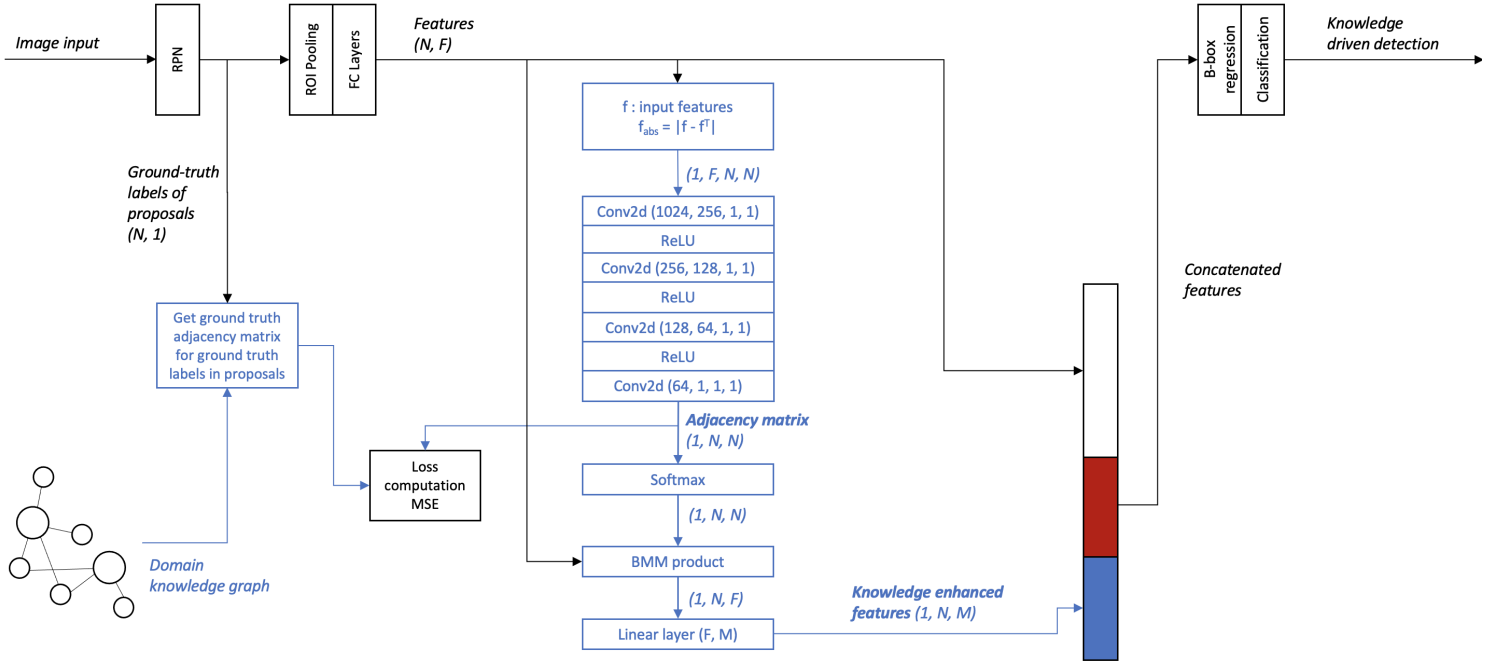 Image input
RPN
ROI Pooling
FC Layers
Features
(N, F)
B-box
regression
Classification
Knowledge
driven detection
f : input features
f_abs = |f - f^T|
(1, F, N, N)
Ground-truth
labels of
proposals
(N, 1)
Conv2d (1024, 256, 1, 1)
ReLU
Conv2d (256, 128, 1, 1)
ReLU
Conv2d (128, 64, 1, 1)
ReLU
Conv2d (64, 1, 1, 1)
Concatenated
features
Get ground truth
adjacency matrix
for ground truth
labels in proposals
Adjacency matrix
(1, N, N)
Loss
computation
MSE
Softmax
(1, N, N)
BMM product
(1, N, F)
Linear layer (F, M)
Domain
knowledge graph
Knowledge enhanced
features (1, N, M)